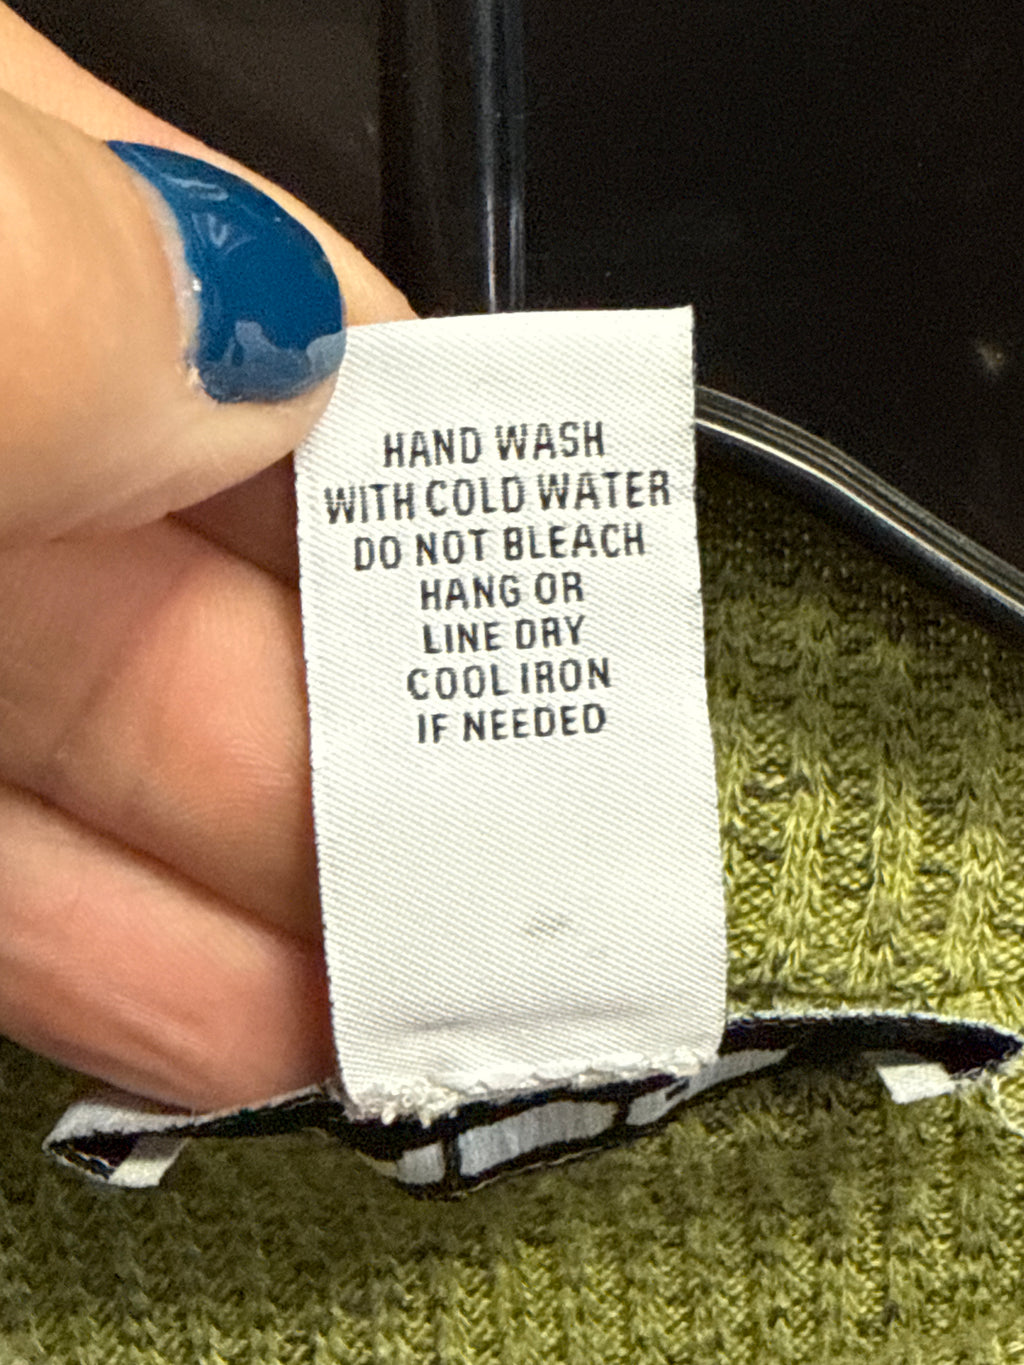 HAND WASH
WITH COLD WATER
DO NOT BLEACH
HANG OR
LINE DRY
COOL IRON
IF NEEDED